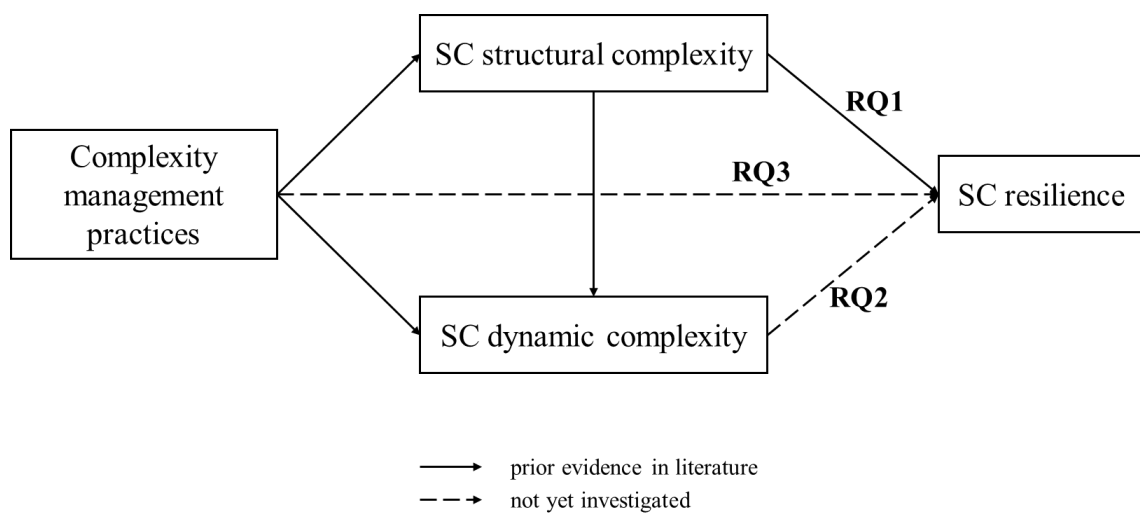 SC structural complexity
RQ1
Complexity
management
practices
RQ3
SC resilience
RQ2
SC dynamic complexity
prior evidence in literature
not yet investigated